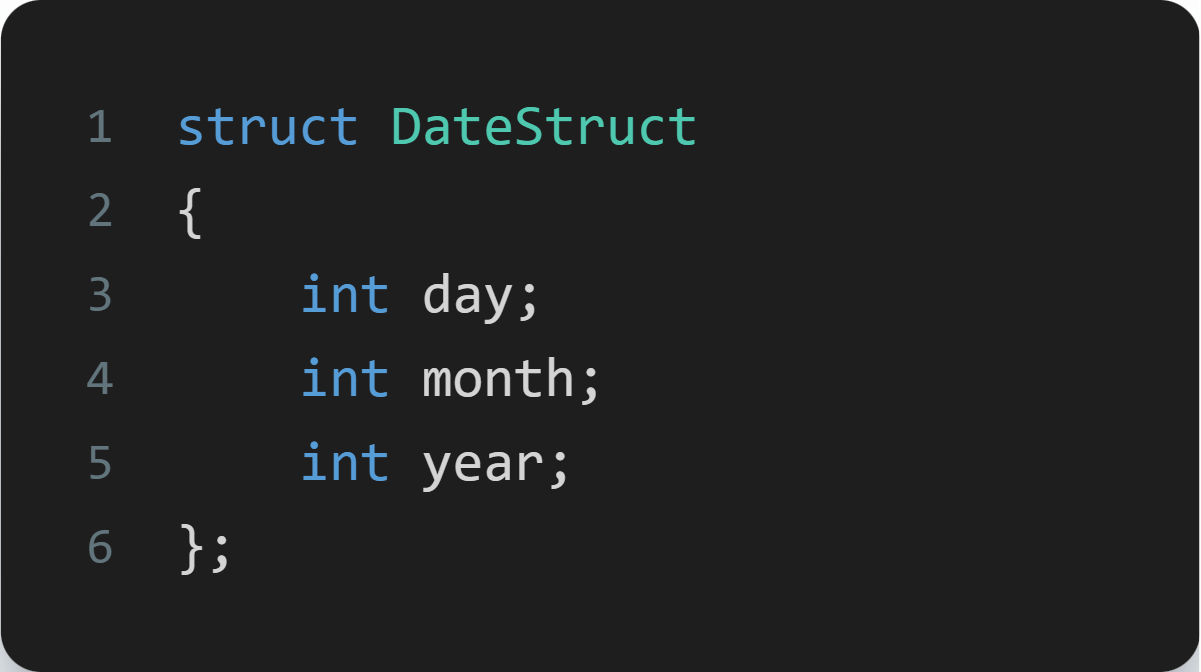 1 struct DateStruct
2 {
3     int day;
4     int month;
5     int year;
6 };